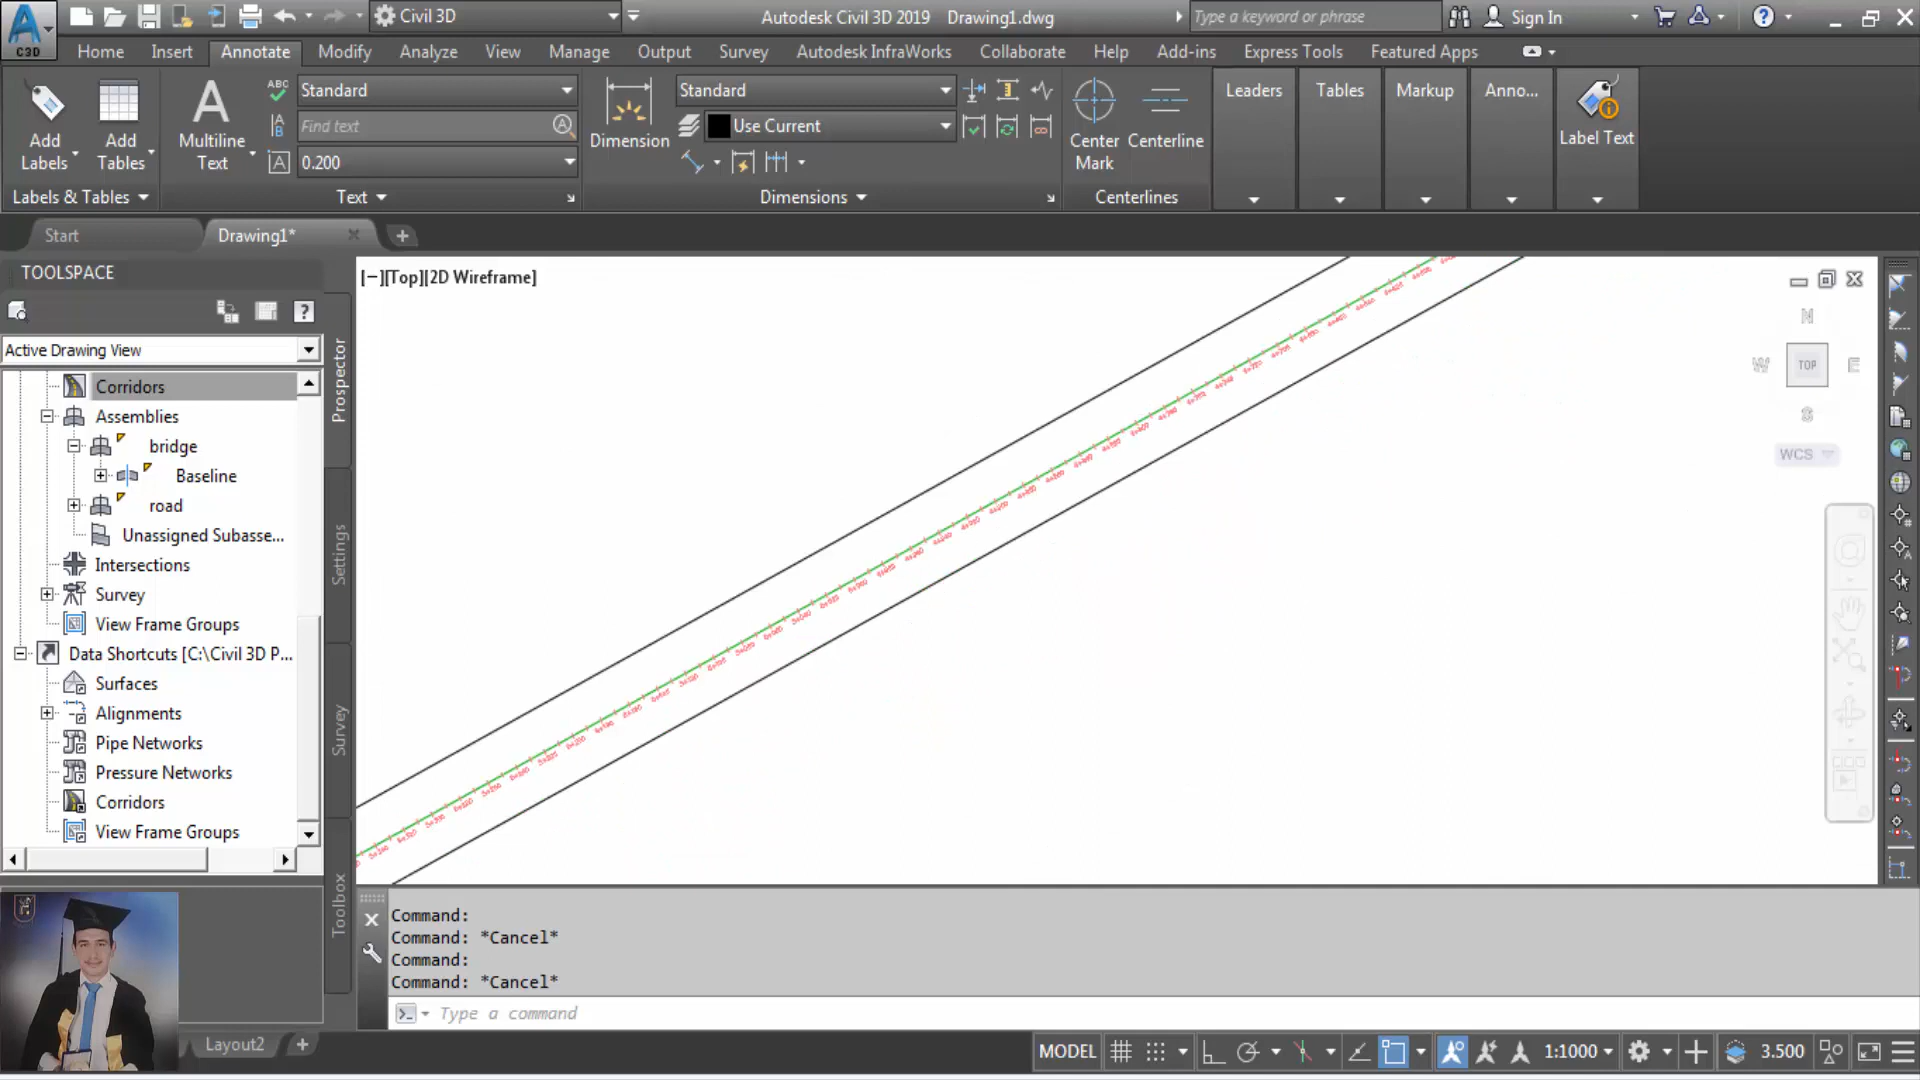 C3D
Civil 3D
Autodesk Civil 3D 2019 Drawing1.dwg
Type a keyword or phrase
Sign In
Home Insert Annotate Modify Analyze View Manage Output Survey Autodesk InfraWorks Collaborate Help Add-ins Express Tools Featured Apps
Add Labels
Add Tables
Multiline Text
ABC
Standard
Find text
0.200
Dimension
Standard
Use Current
Center Mark
Centerline
Leaders
Tables
Markup
Anno...
Label Text
Labels & Tables
Text
Dimensions
Centerlines
Start
Drawing1*
TOOLSPACE
Active Drawing View
Corridors
Assemblies
bridge
Baseline
road
Unassigned Subasse...
Intersections
Survey
View Frame Groups
Data Shortcuts [C:\Civil 3D P...
Surfaces
Alignments
Pipe Networks
Pressure Networks
Corridors
View Frame Groups
Prospector
Settings
Survey
Toolbox
[−][Top][2D Wireframe]
N
W
TOP
E
S
WCS
Command:
Command: *Cancel*
Command:
Command: *Cancel*
Type a command
Layout2
MODEL
1:1000
3.500